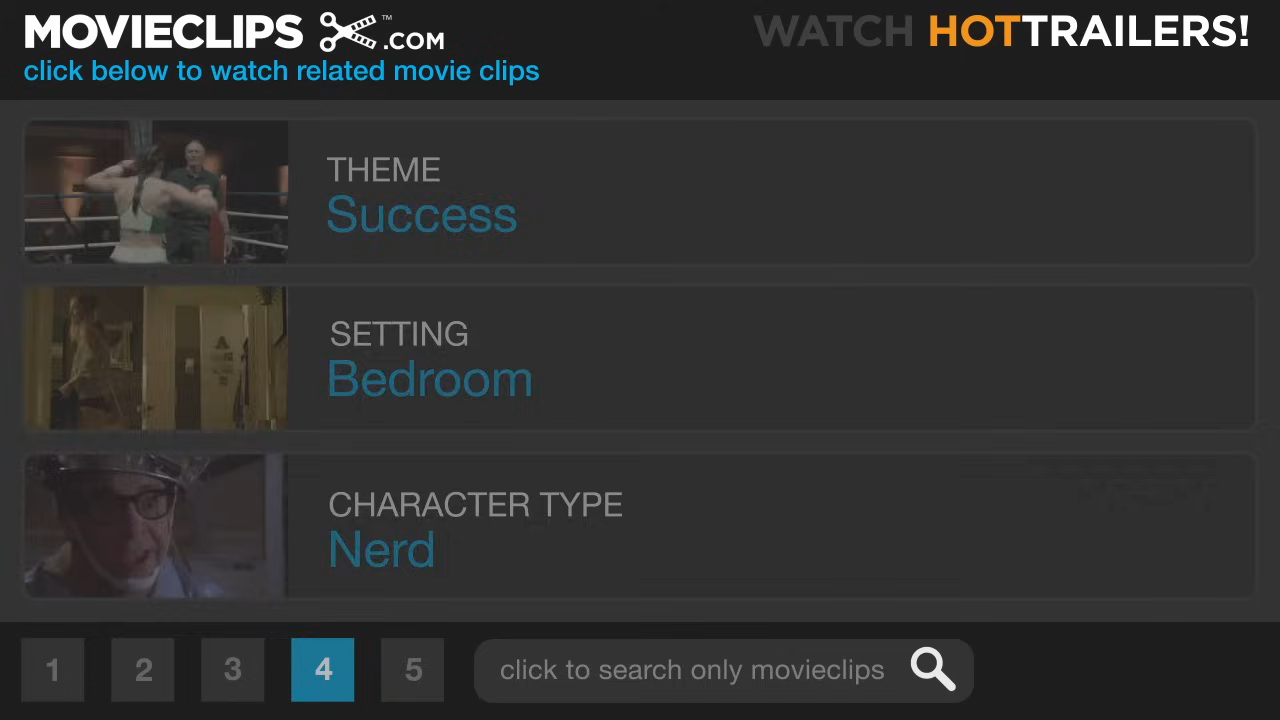 MOVIECLIPS ™ .COM
WATCH HOTTRAILERS!
click below to watch related movie clips
THEME
Success
SETTING
Bedroom
CHARACTER TYPE
Nerd
1 2 3 4 5
click to search only movieclips